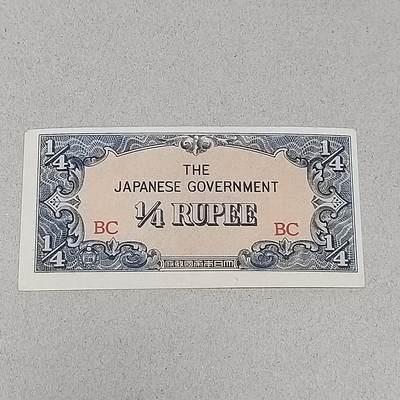 1/4 1/4
THE
JAPANESE GOVERNMENT
1/4 RUPEE
BC BC
1/4 1/4